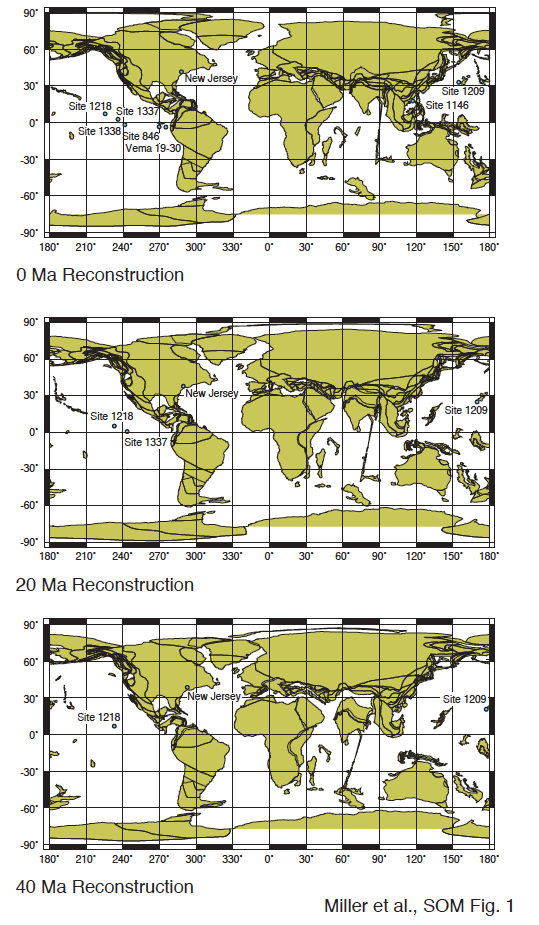 90°
60°
New Jersey
30°
Site 1209
Site 1218
Site 1337
Site 1146
0°
Site 1338
Site 846
Vema 19-30
-30°
-60°
-90°
180° 210° 240° 270° 300° 330° 0° 30° 60° 90° 120° 150° 180°
0 Ma Reconstruction
90°
60°
30°
New Jersey
Site 1209
Site 1218
0°
Site 1337
-30°
-60°
-90°
180° 210° 240° 270° 300° 330° 0° 30° 60° 90° 120° 150° 180°
20 Ma Reconstruction
90°
60°
30°
New Jersey
Site 1209
Site 1218
0°
-30°
-60°
-90°
180° 210° 240° 270° 300° 330° 0° 30° 60° 90° 120° 150° 180°
40 Ma Reconstruction
Miller et al., SOM Fig. 1